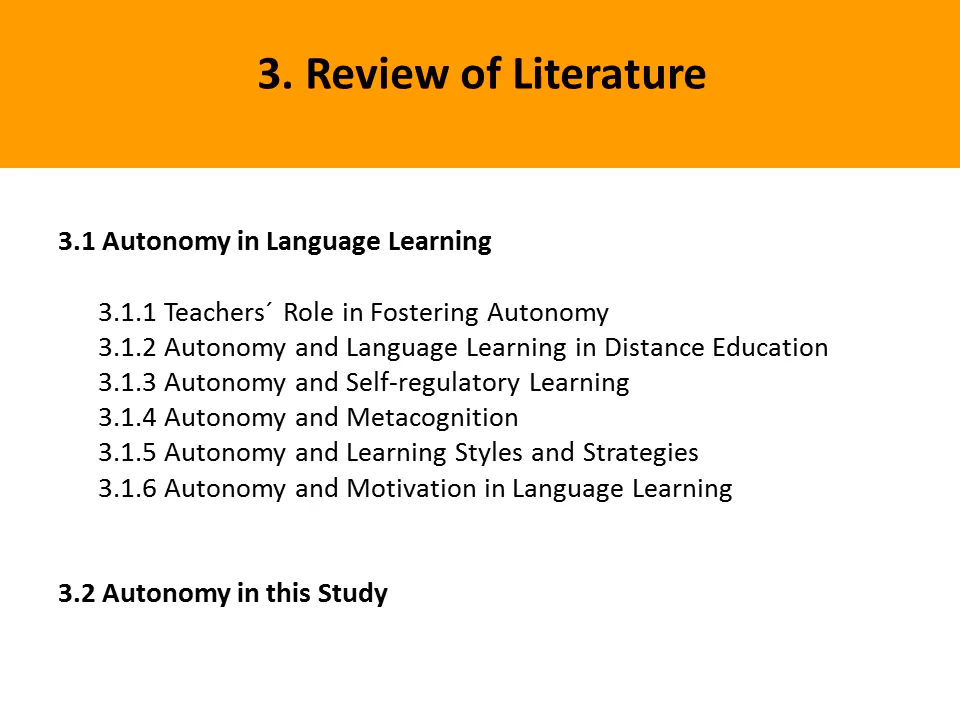 3. Review of Literature
3.1 Autonomy in Language Learning
3.1.1 Teachers´ Role in Fostering Autonomy
3.1.2 Autonomy and Language Learning in Distance Education
3.1.3 Autonomy and Self-regulatory Learning
3.1.4 Autonomy and Metacognition
3.1.5 Autonomy and Learning Styles and Strategies
3.1.6 Autonomy and Motivation in Language Learning
3.2 Autonomy in this Study